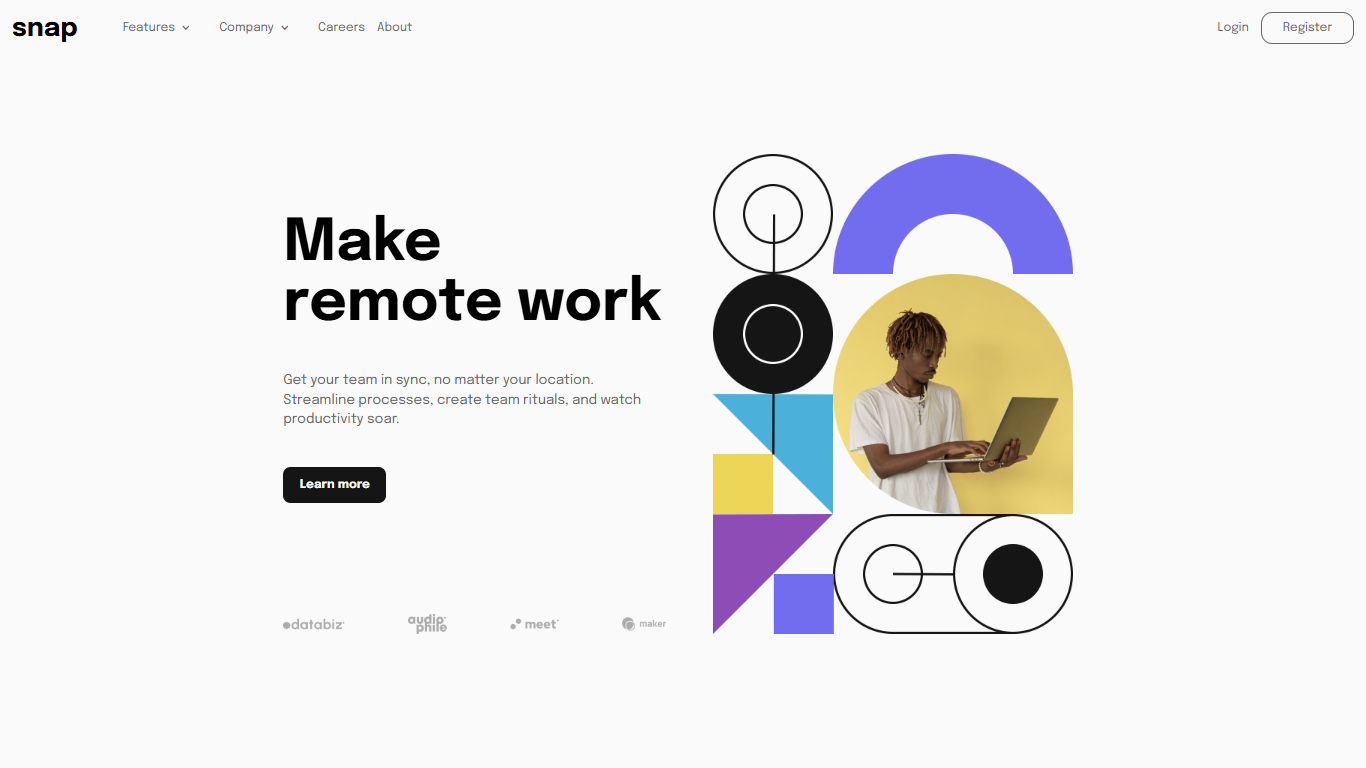 snap
Features
Company
Careers
About
Login
Register
Make
remote work
Get your team in sync, no matter your location.
Streamline processes, create team rituals, and watch
productivity soar.
Learn more
databiz
audiophile
meet
maker